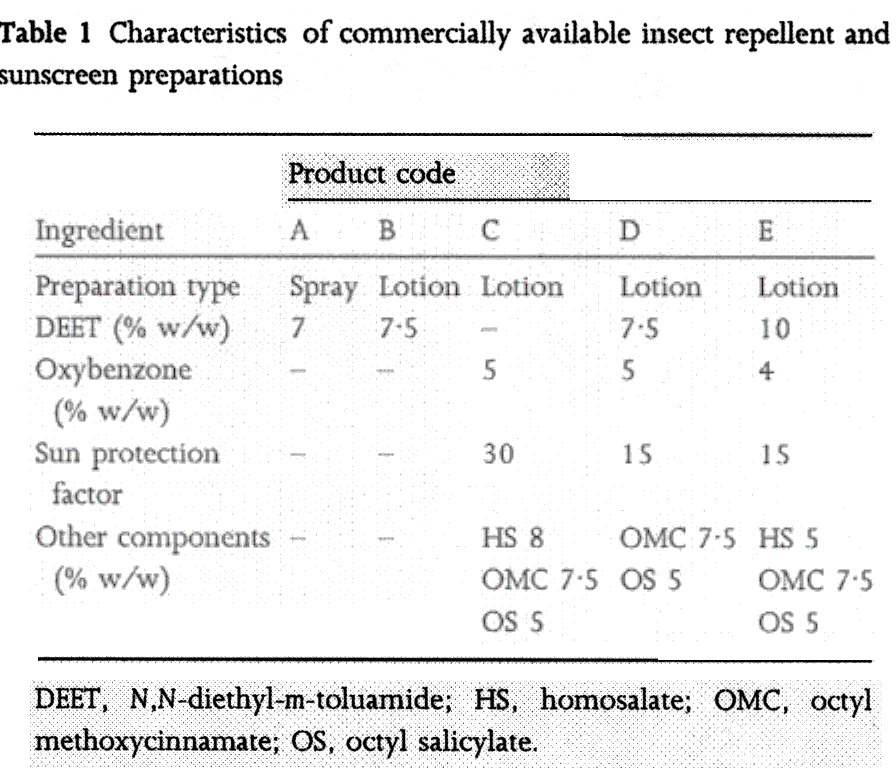 Table 1 Characteristics of commercially available insect repellent and
sunscreen preparations
Product code
Ingredient A B C D E
Preparation type Spray Lotion Lotion Lotion Lotion
DEET (% w/w) 7 7·5 – 7·5 10
Oxybenzone – – 5 5 4
(% w/w)
Sun protection – – 30 15 15
factor
Other components – – HS 8 OMC 7·5 HS 5
(% w/w) OMC 7·5 OS 5 OMC 7·5
OS 5 OS 5
DEET, N,N-diethyl-m-toluamide; HS, homosalate; OMC, octyl
methoxycinnamate; OS, octyl salicylate.